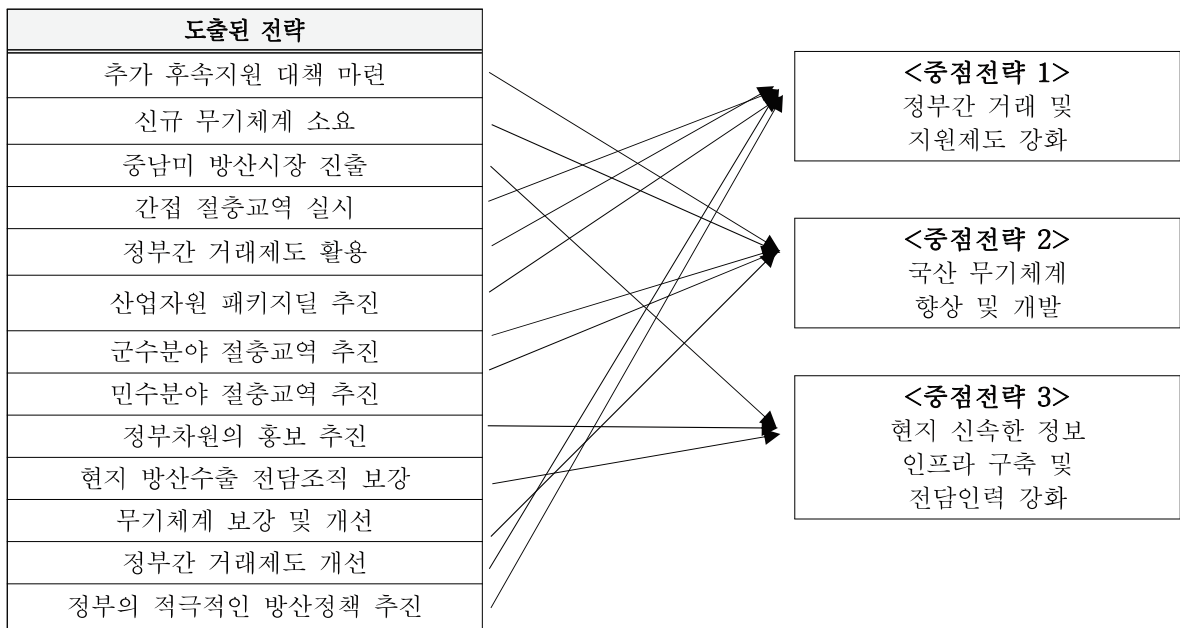 도출된 전략
추가 후속지원 대책 마련
신규 무기체계 소요
중남미 방산시장 진출
간접 절충교역 실시
정부간 거래제도 활용
산업자원 패키지딜 추진
군수분야 절충교역 추진
민수분야 절충교역 추진
정부차원의 홍보 추진
현지 방산수출 전담조직 보강
무기체계 보강 및 개선
정부간 거래제도 개선
정부의 적극적인 방산정책 추진
<중점전략 1>
정부간 거래 및
지원제도 강화
<중점전략 2>
국산 무기체계
향상 및 개발
<중점전략 3>
현지 신속한 정보
인프라 구축 및
전담인력 강화